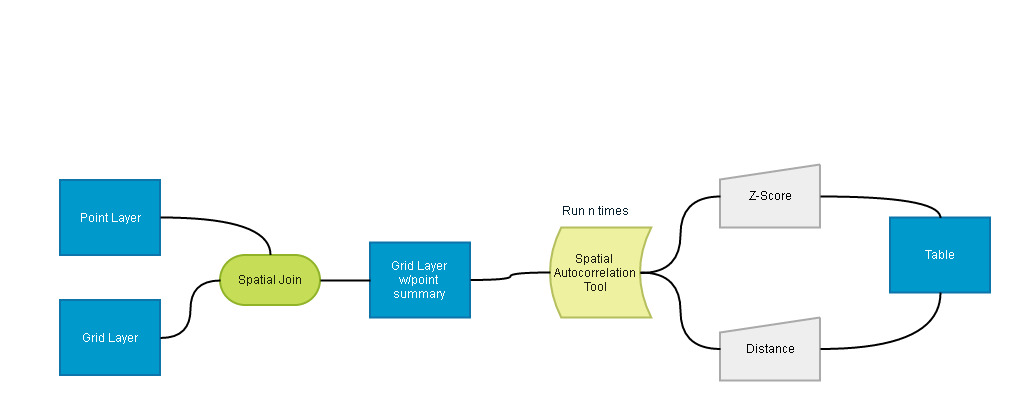 Point Layer
Grid Layer
Spatial Join
Grid Layer
w/point
summary
Run n times
Spatial
Autocorrelation
Tool
Z-Score
Distance
Table